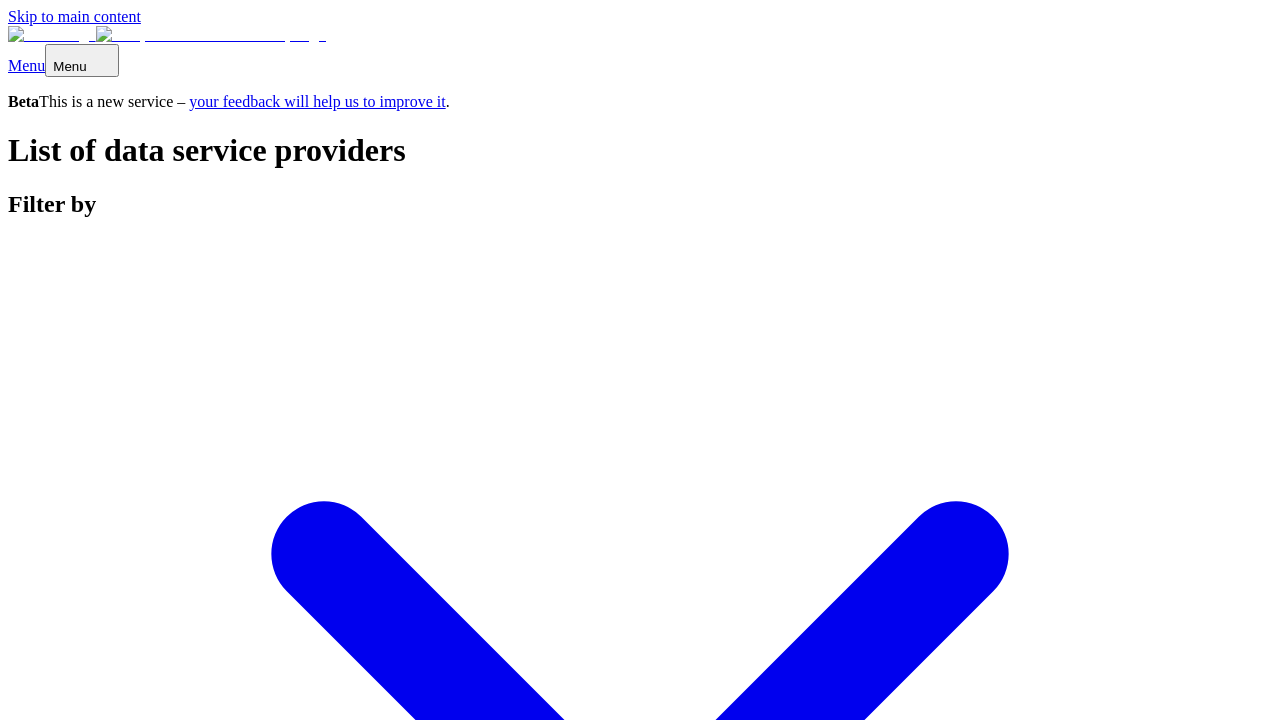 Skip to main content
Menu Menu
BetaThis is a new service – your feedback will help us to improve it.
List of data service providers
Filter by